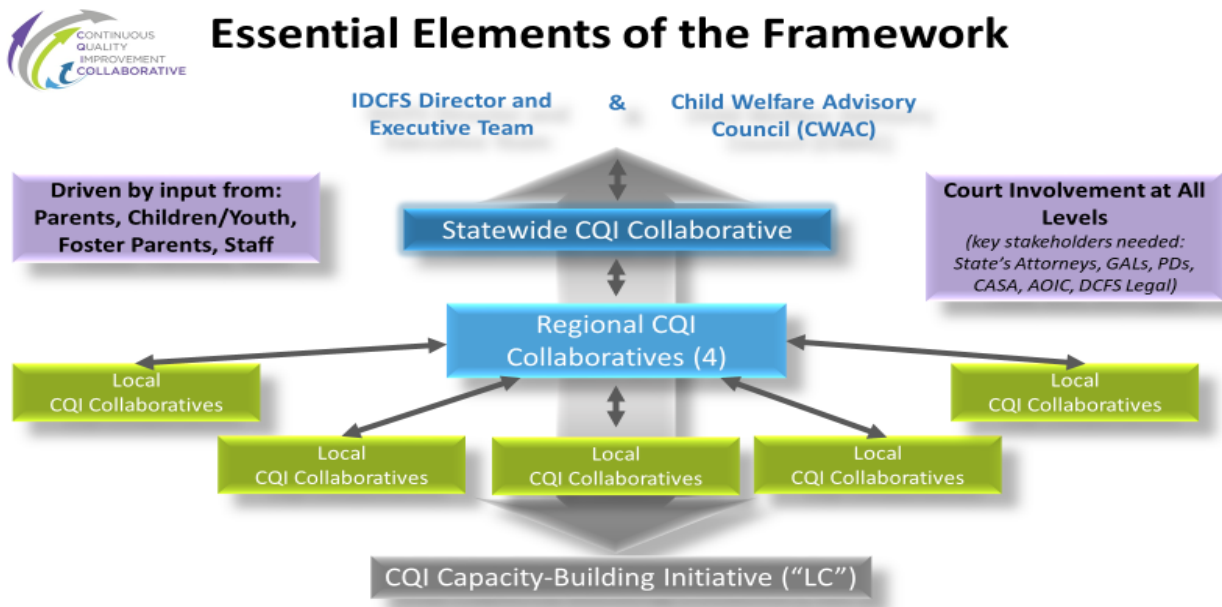 CONTINUOUS
QUALITY
IMPROVEMENT
COLLABORATIVE
Essential Elements of the Framework
IDCFS Director and
Executive Team
&
Child Welfare Advisory
Council (CWAC)
Driven by input from:
Parents, Children/Youth,
Foster Parents, Staff
Court Involvement at All
Levels
(key stakeholders needed:
State's Attorneys, GALs, PDs,
CASA, AOIC, DCFS Legal)
Statewide CQI Collaborative
Regional CQI
Collaboratives (4)
Local
CQI Collaboratives
Local
CQI Collaboratives
Local
CQI Collaboratives
Local
CQI Collaboratives
Local
CQI Collaboratives
CQI Capacity-Building Initiative ("LC")